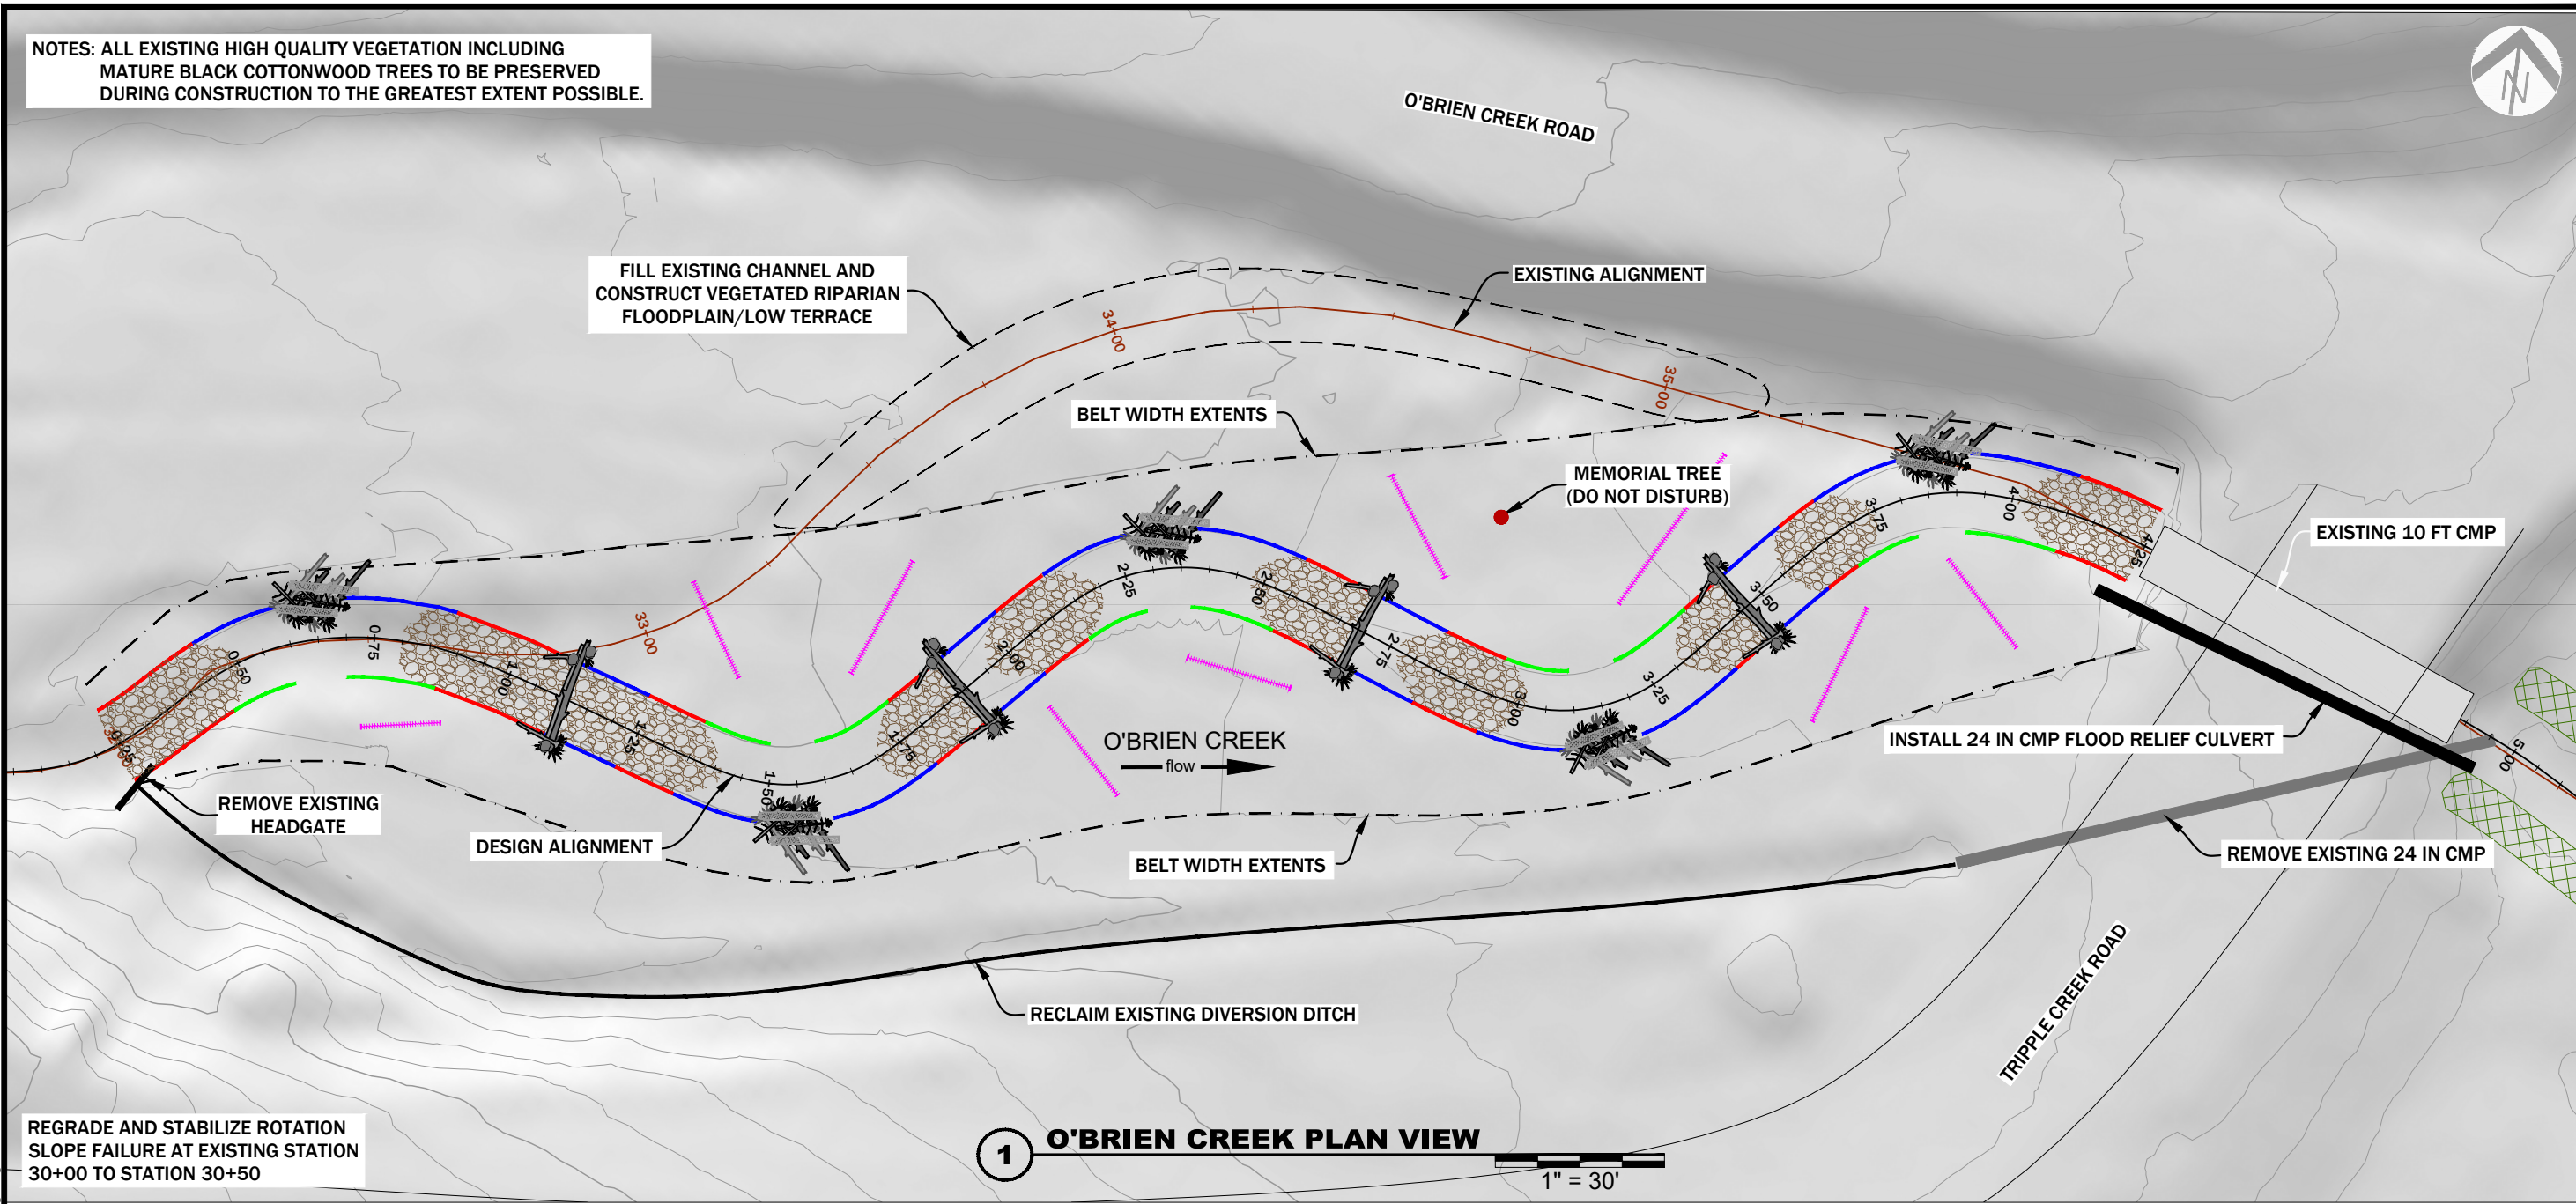 NOTES: ALL EXISTING HIGH QUALITY VEGETATION INCLUDING
MATURE BLACK COTTONWOOD TREES TO BE PRESERVED
DURING CONSTRUCTION TO THE GREATEST EXTENT POSSIBLE.
N
O'BRIEN CREEK ROAD
FILL EXISTING CHANNEL AND
CONSTRUCT VEGETATED RIPARIAN
FLOODPLAIN/LOW TERRACE
EXISTING ALIGNMENT
34+00
35+00
BELT WIDTH EXTENTS
MEMORIAL TREE
(DO NOT DISTURB)
EXISTING 10 FT CMP
33+00
0+25
0+50
0+75
1+00
1+25
1+50
1+75
2+00
2+25
2+50
2+75
3+00
3+25
3+50
3+75
4+00
4+25
5+00
O'BRIEN CREEK
flow
INSTALL 24 IN CMP FLOOD RELIEF CULVERT
REMOVE EXISTING
HEADGATE
DESIGN ALIGNMENT
BELT WIDTH EXTENTS
REMOVE EXISTING 24 IN CMP
RECLAIM EXISTING DIVERSION DITCH
TRIPPLE CREEK ROAD
REGRADE AND STABILIZE ROTATION
SLOPE FAILURE AT EXISTING STATION
30+00 TO STATION 30+50
1
O'BRIEN CREEK PLAN VIEW
1" = 30'